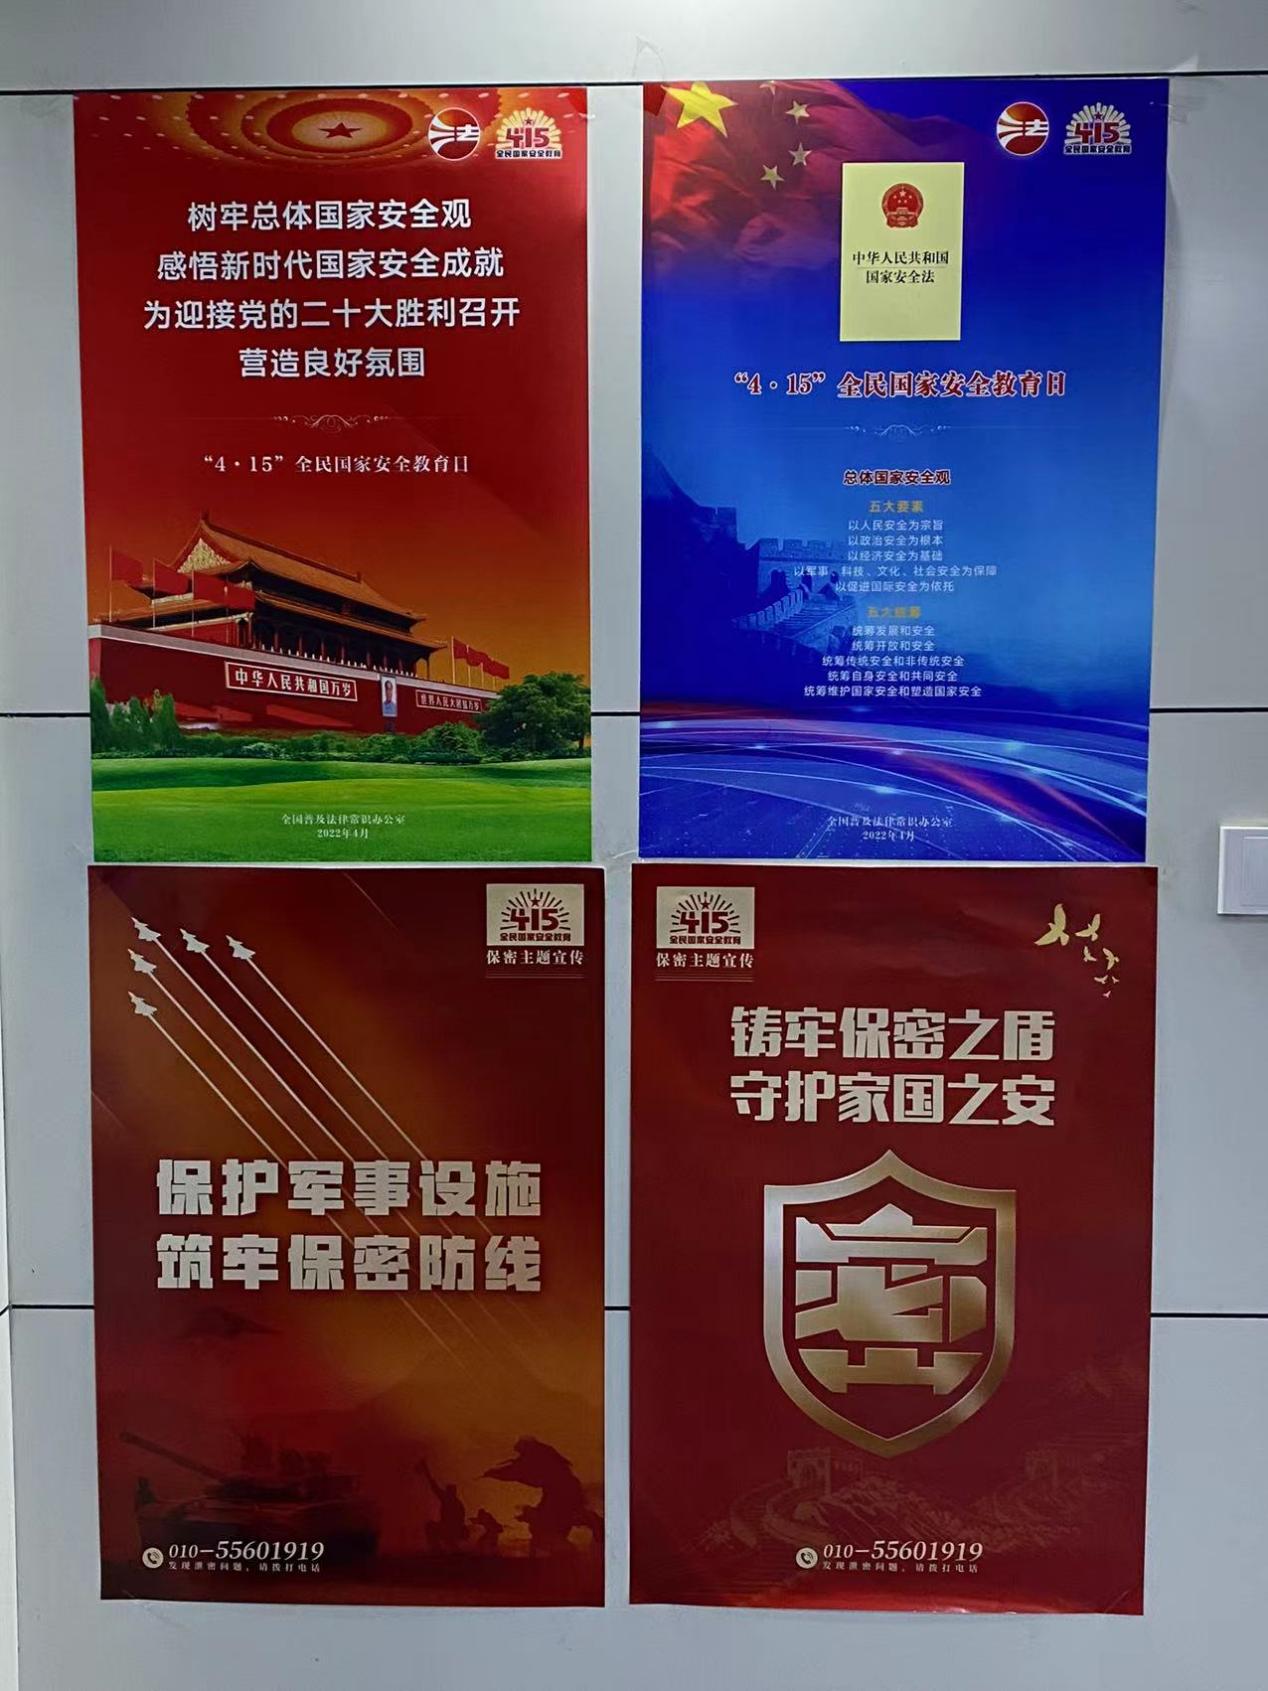 法
415
全民国家安全教育
树牢总体国家安全观
感悟新时代国家安全成就
为迎接党的二十大胜利召开
营造良好氛围
“4·15”全民国家安全教育日
中华人民共和国万岁
世界人民大团结万岁
全国普及法律常识办公室
2022年4月
法
415
全民国家安全教育
中华人民共和国
国家安全法
“4·15”全民国家安全教育日
总体国家安全观
五大要素
以人民安全为宗旨
以政治安全为根本
以经济安全为基础
以军事、科技、文化、社会安全为保障
以促进国际安全为依托
五大统筹
统筹发展和安全
统筹开放和安全
统筹传统安全和非传统安全
统筹自身安全和共同安全
统筹维护国家安全和塑造国家安全
全国普及法律常识办公室
2022年4月
415
全民国家安全教育
保密主题宣传
保护军事设施
筑牢保密防线
010-55601919
发现泄密问题，请拨打电话
415
全民国家安全教育
保密主题宣传
铸牢保密之盾
守护家国之安
密
010-55601919
发现泄密问题，请拨打电话